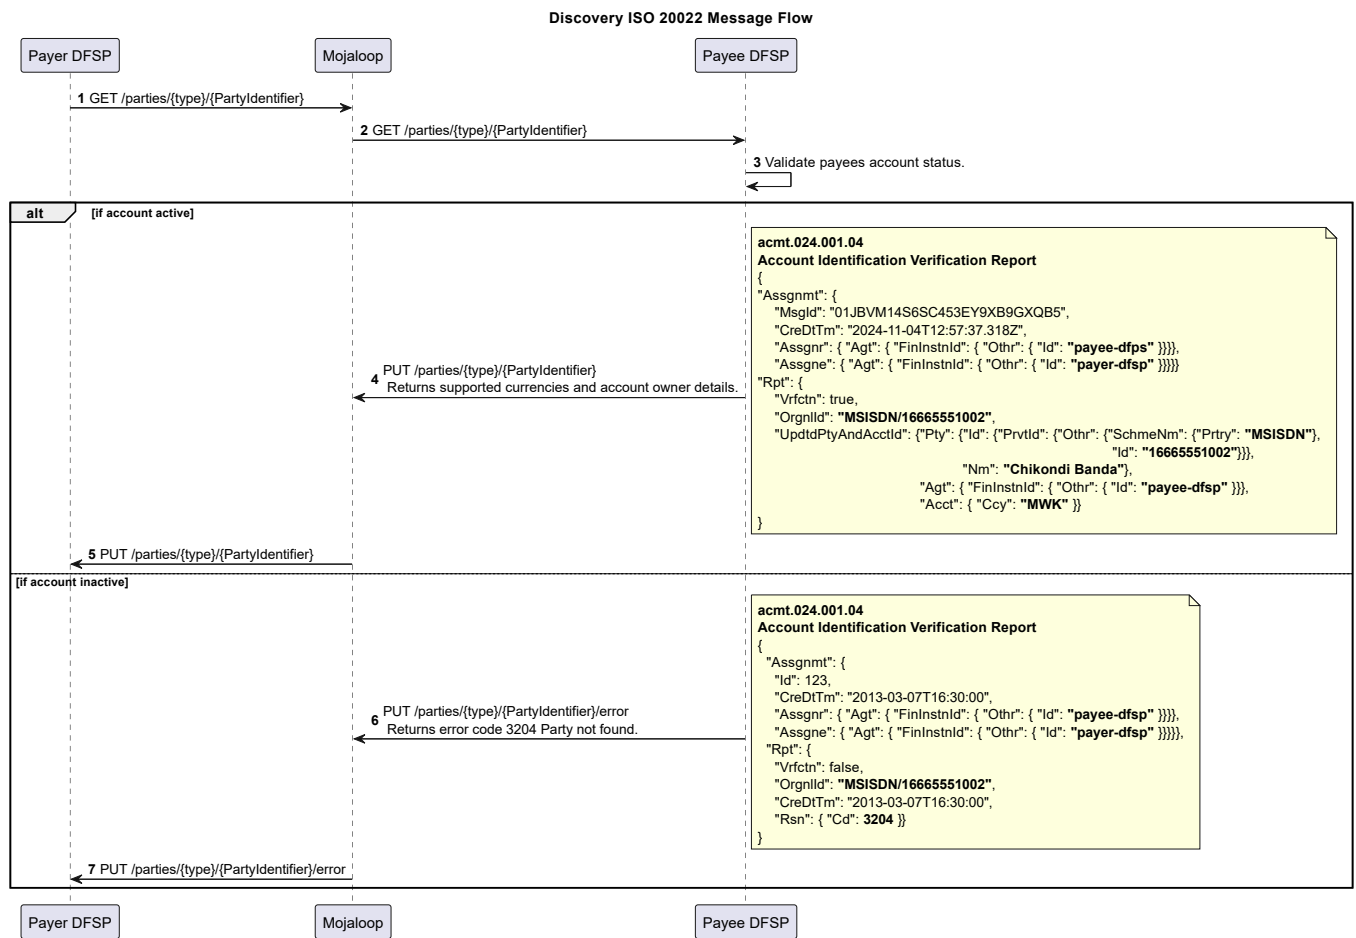 Discovery ISO 20022 Message Flow
Payer DFSP
Mojaloop
Payee DFSP
1 GET /parties/{type}/{PartyIdentifier}
2 GET /parties/{type}/{PartyIdentifier}
3 Validate payees account status.
alt
[if account active]
acmt.024.001.04
Account Identification Verification Report
{
"Assgnmt": {
"MsgId": "01JBVM14S6SC453EY9XB9GXQB5",
"CreDtTm": "2024-11-04T12:57:37.318Z",
"Assgnr": { "Agt": { "FinInstnId": { "Othr": { "Id": "payee-dfps" }}}},
"Assgne": { "Agt": { "FinInstnId": { "Othr": { "Id": "payer-dfsp" }}}}}
"Rpt": {
"Vrfctn": true,
"OrgnlId": "MSISDN/16665551002",
"UpdtdPtyAndAcctId": {"Pty": {"Id": {"PrvtId": {"Othr": {"SchmeNm": {"Prtry": "MSISDN"},
"Id": "16665551002"}}},
"Nm": "Chikondi Banda"},
"Agt": { "FinInstnId": { "Othr": { "Id": "payee-dfsp" }}},
"Acct": { "Ccy": "MWK" }}
}
4 PUT /parties/{type}/{PartyIdentifier}
Returns supported currencies and account owner details.
5 PUT /parties/{type}/{PartyIdentifier}
[if account inactive]
acmt.024.001.04
Account Identification Verification Report
{
"Assgnmt": {
"Id": 123,
"CreDtTm": "2013-03-07T16:30:00",
"Assgnr": { "Agt": { "FinInstnId": { "Othr": { "Id": "payee-dfsp" }}}},
"Assgne": { "Agt": { "FinInstnId": { "Othr": { "Id": "payer-dfsp" }}}}},
"Rpt": {
"Vrfctn": false,
"OrgnlId": "MSISDN/16665551002",
"CreDtTm": "2013-03-07T16:30:00",
"Rsn": { "Cd": 3204 }}
}
6 PUT /parties/{type}/{PartyIdentifier}/error
Returns error code 3204 Party not found.
7 PUT /parties/{type}/{PartyIdentifier}/error
Payer DFSP
Mojaloop
Payee DFSP